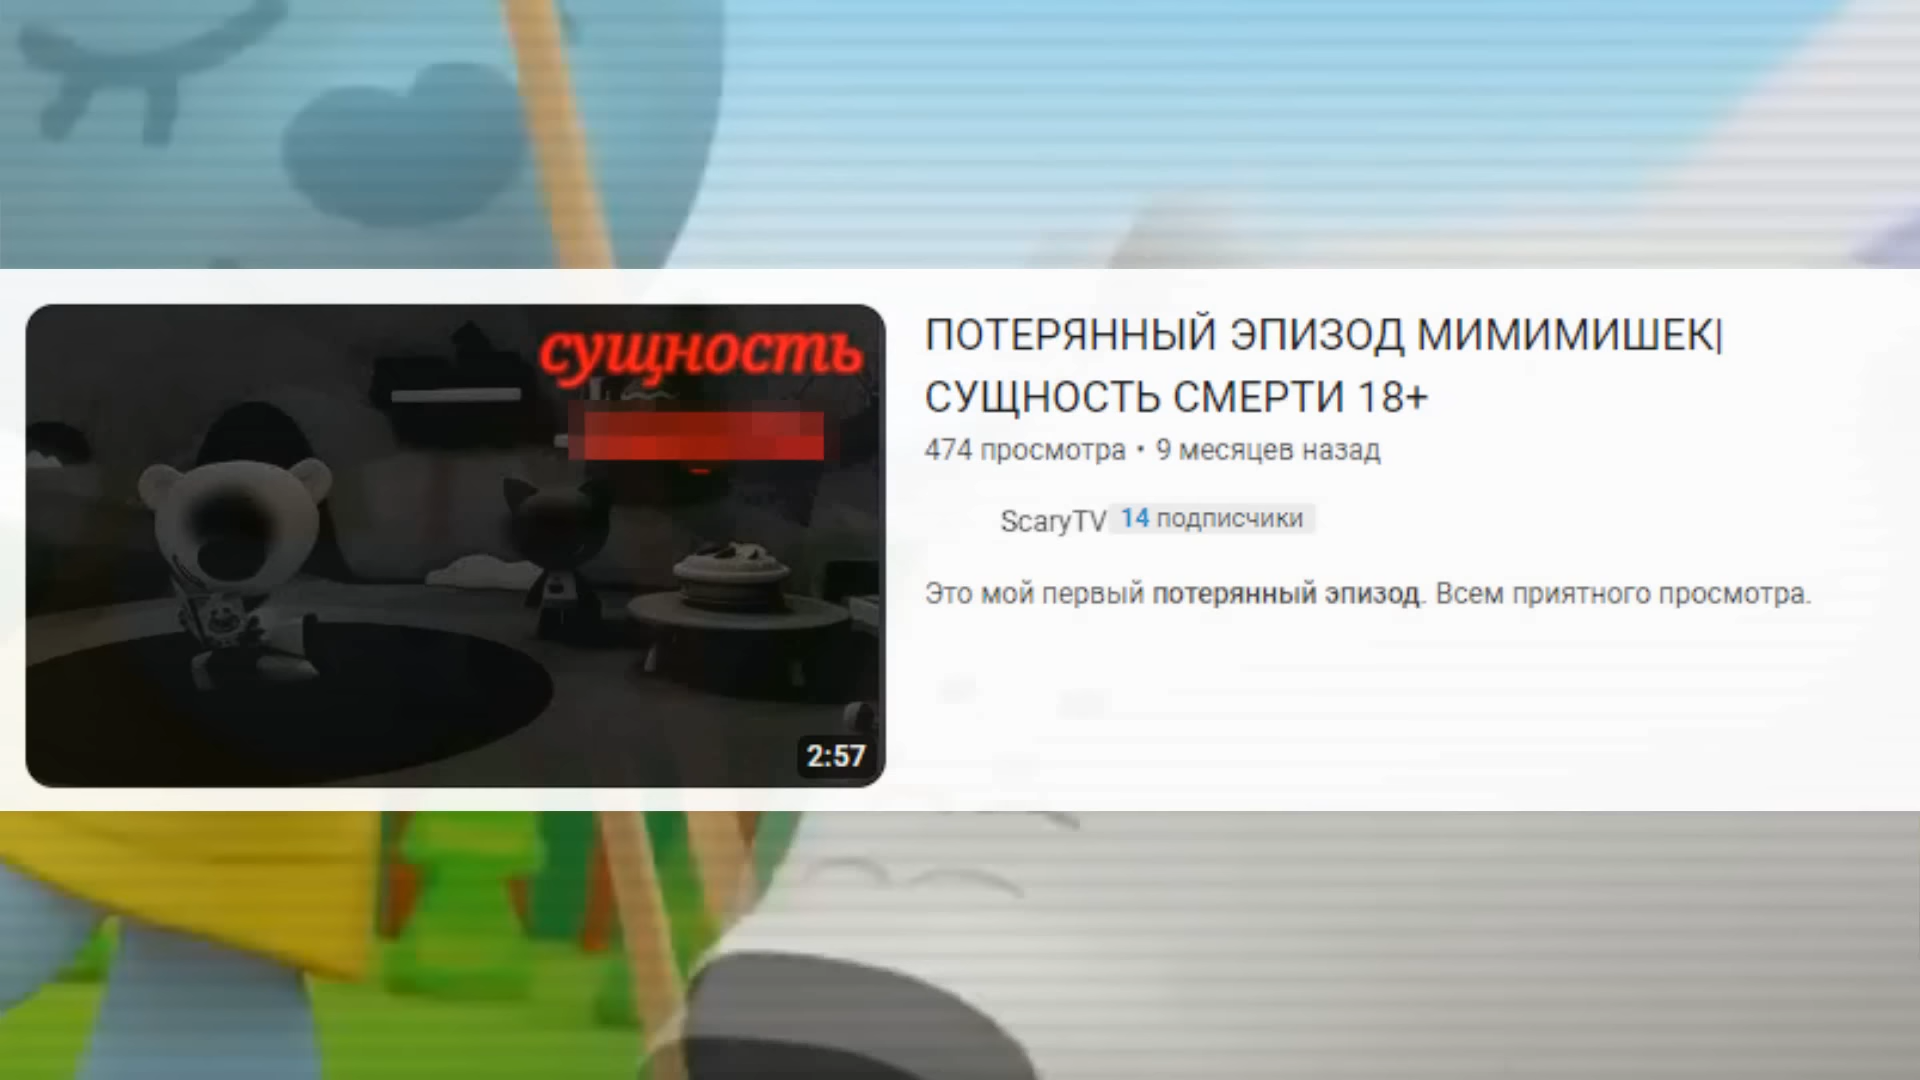 сущность
2:57
ПОТЕРЯННЫЙ ЭПИЗОД МИМИМИШЕК|
СУЩНОСТЬ СМЕРТИ 18+
474 просмотра • 9 месяцев назад
ScaryTV 14 подписчики
Это мой первый потерянный эпизод. Всем приятного просмотра.